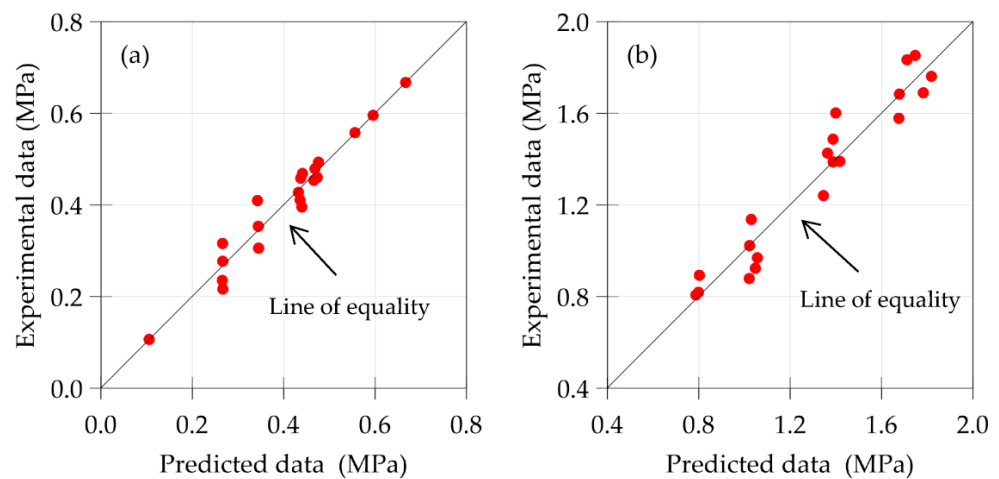 (a)
Experimental data (MPa)
0.8
0.6
0.4
0.2
0.0
Line of equality
0.0 0.2 0.4 0.6 0.8
Predicted data (MPa)
(b)
Experimental data (MPa)
2.0
1.6
1.2
0.8
0.4
Line of equality
0.4 0.8 1.2 1.6 2.0
Predicted data (MPa)